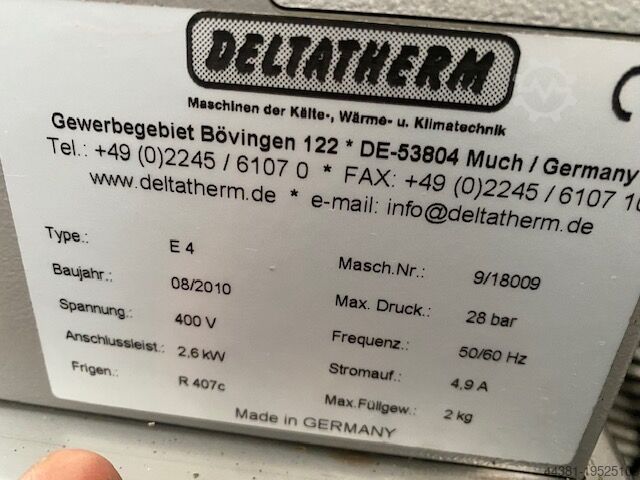 DELTATHERM
Maschinen der Kälte-, Wärme- u. Klimatechnik
Gewerbegebiet Bövingen 122 * DE-53804 Much / Germany
Tel.: +49 (0)2245 / 6107 0 * FAX: +49 (0)2245 / 6107 10
www.deltatherm.de * e-mail: info@deltatherm.de
Type.: E 4 Masch.Nr.: 9/18009
Baujahr.: 08/2010 Max. Druck.: 28 bar
Spannung.: 400 V Frequenz.: 50/60 Hz
Anschlussleist.: 2,6 kW Stromauf.: 4,9 A
Frigen.: R 407c Max.Füllgew.: 2 kg
Made in GERMANY